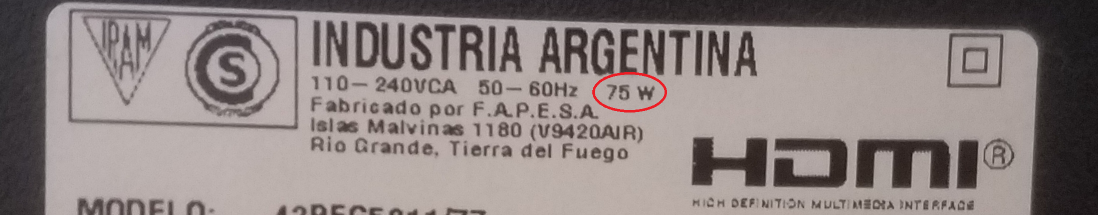 IRAM
S
INDUSTRIA ARGENTINA
110-240VCA 50-60Hz 75 W
Fabricado por F.A.P.E.S.A.
Islas Malvinas 1180 (V9420AIR)
Rio Grande, Tierra del Fuego
HDMI®
HIGH DEFINITION MULTIMEDIA INTERFACE
MODELO: